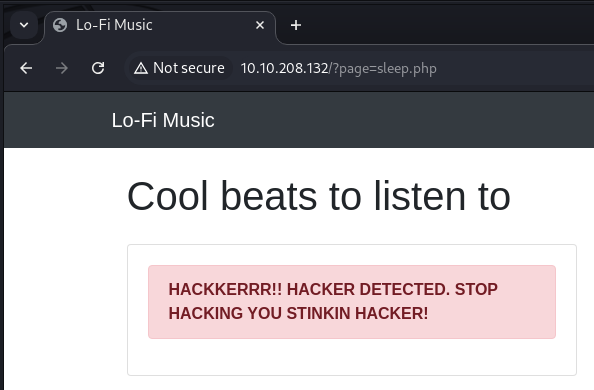 Lo-Fi Music
Not secure 10.10.208.132/?page=sleep.php
Lo-Fi Music
Cool beats to listen to
HACKKERRR!! HACKER DETECTED. STOP
HACKING YOU STINKIN HACKER!